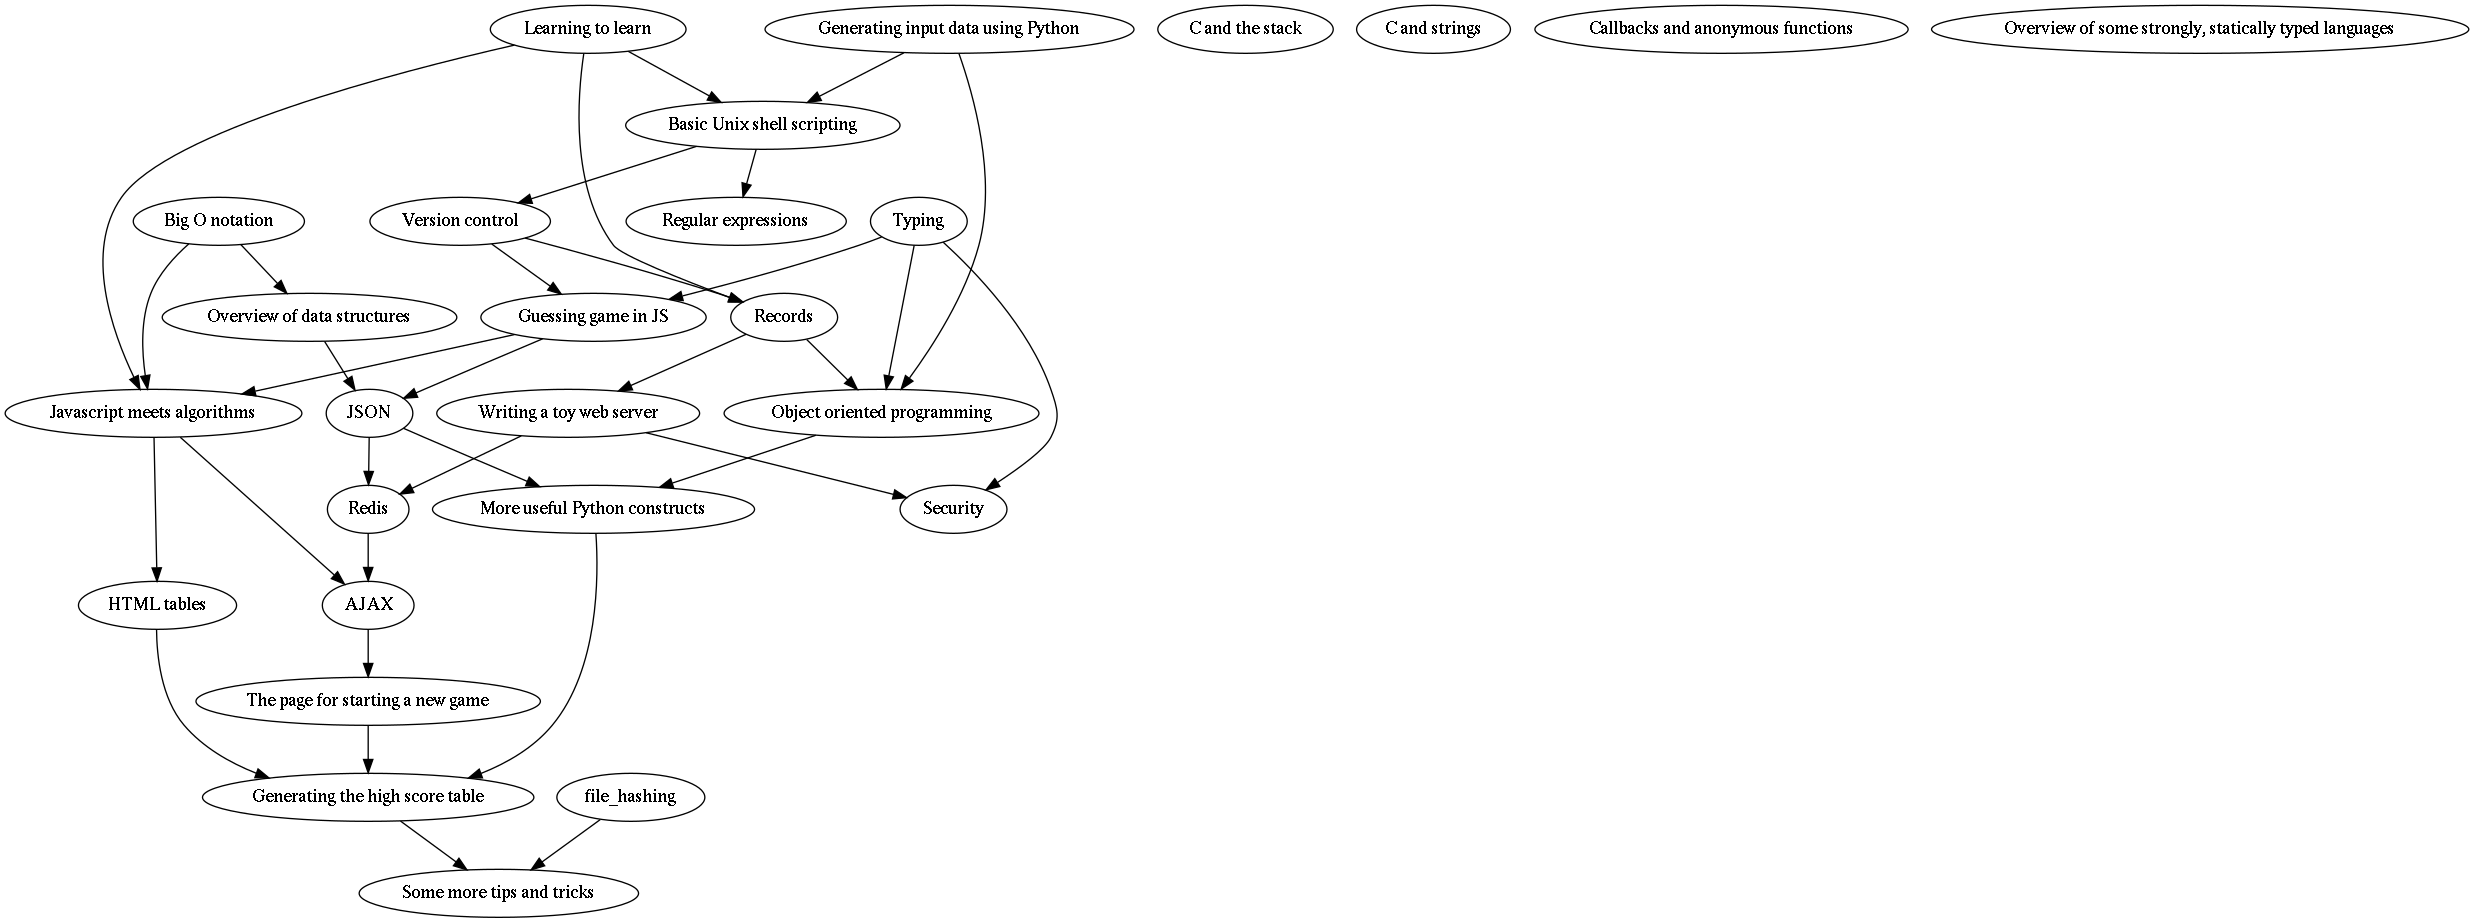 Learning to learn
Generating input data using Python
C and the stack
C and strings
Callbacks and anonymous functions
Overview of some strongly, statically typed languages
Basic Unix shell scripting
Big O notation
Version control
Regular expressions
Typing
Overview of data structures
Guessing game in JS
Records
Javascript meets algorithms
JSON
Writing a toy web server
Object oriented programming
Redis
More useful Python constructs
Security
HTML tables
AJAX
The page for starting a new game
Generating the high score table
file_hashing
Some more tips and tricks